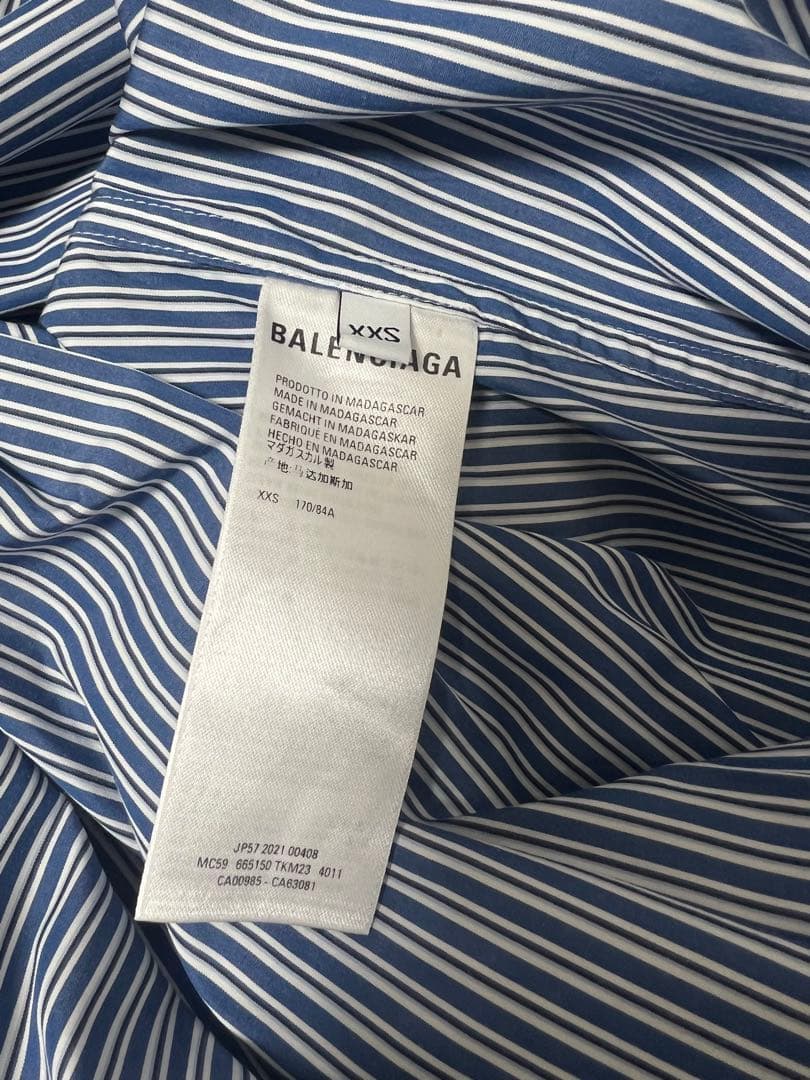 XXS
BALENCIAGA
PRODOTTO IN MADAGASCAR
MADE IN MADAGASCAR
GEMACHT IN MADAGASKAR
FABRIQUE EN MADAGASCAR
HECHO EN MADAGASCAR
マダガスカル製
产地:马达加斯加
XXS 170/84A
JP57 2021 00408
MC59 665150 TKM23 4011
CA00985 - CA63081